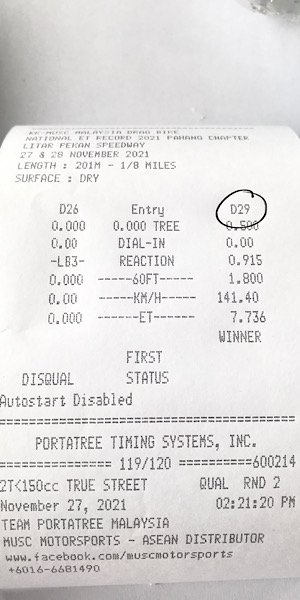 KK-MUSC MALAYSIA DRAG BIKE
NATIONAL ET RECORD 2021 PAHANG CHAPTER
LITAR PEKAN SPEEDWAY
27 & 28 NOVEMBER 2021
LENGTH : 201M - 1/8 MILES
SURFACE : DRY
D26 Entry D29
0.000 0.000 TREE 0.500
0.00 DIAL-IN 0.00
-LB3- REACTION 0.915
0.000 ------60FT------ 1.800
0.00 ------KM/H------ 141.40
0.000 -------ET------- 7.736
WINNER
FIRST
DISQUAL STATUS
Autostart Disabled
PORTATREE TIMING SYSTEMS, INC.
=============== 119/120 ==========600214
2T<150cc TRUE STREET QUAL RND 2
November 27, 2021 02:21:20 PM
TEAM PORTATREE MALAYSIA
MUSC MOTORSPORTS - ASEAN DISTRIBUTOR
www.facebook.com/muscmotorsports
+6016-6681490